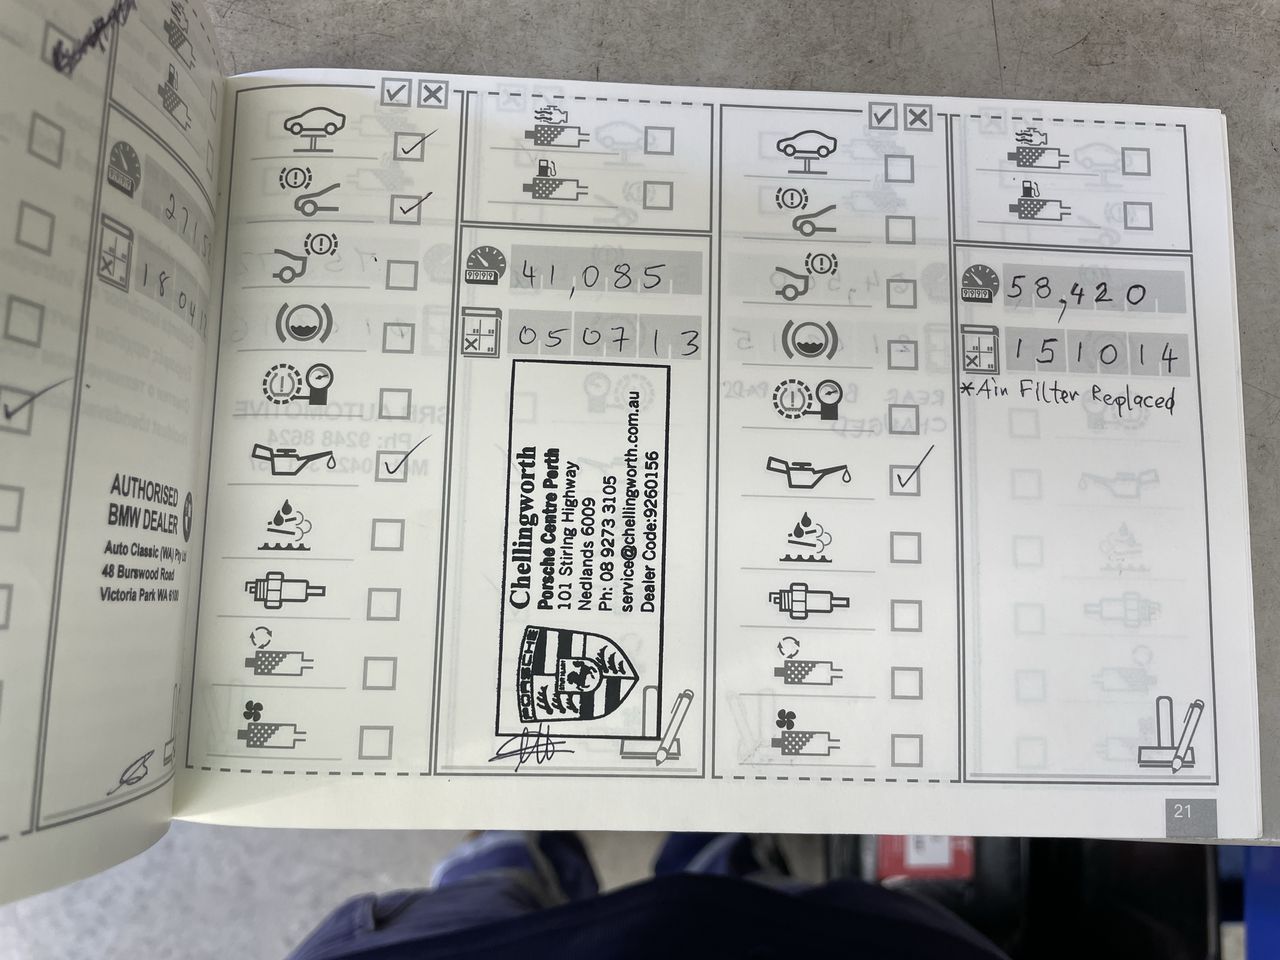 2715
180412
AUTHORISED
BMW DEALER
Auto Classic (WA) Pty Ltd
48 Burswood Road
Victoria Park WA 6100
41,085
050713
Chellingworth
Porsche Centre Perth
101 Stirling Highway
Nedlands 6009
Ph: 08 9273 3105
service@chellingworth.com.au
Dealer Code:9260156
PORSCHE
58,420
151014
*Air Filter Replaced
21